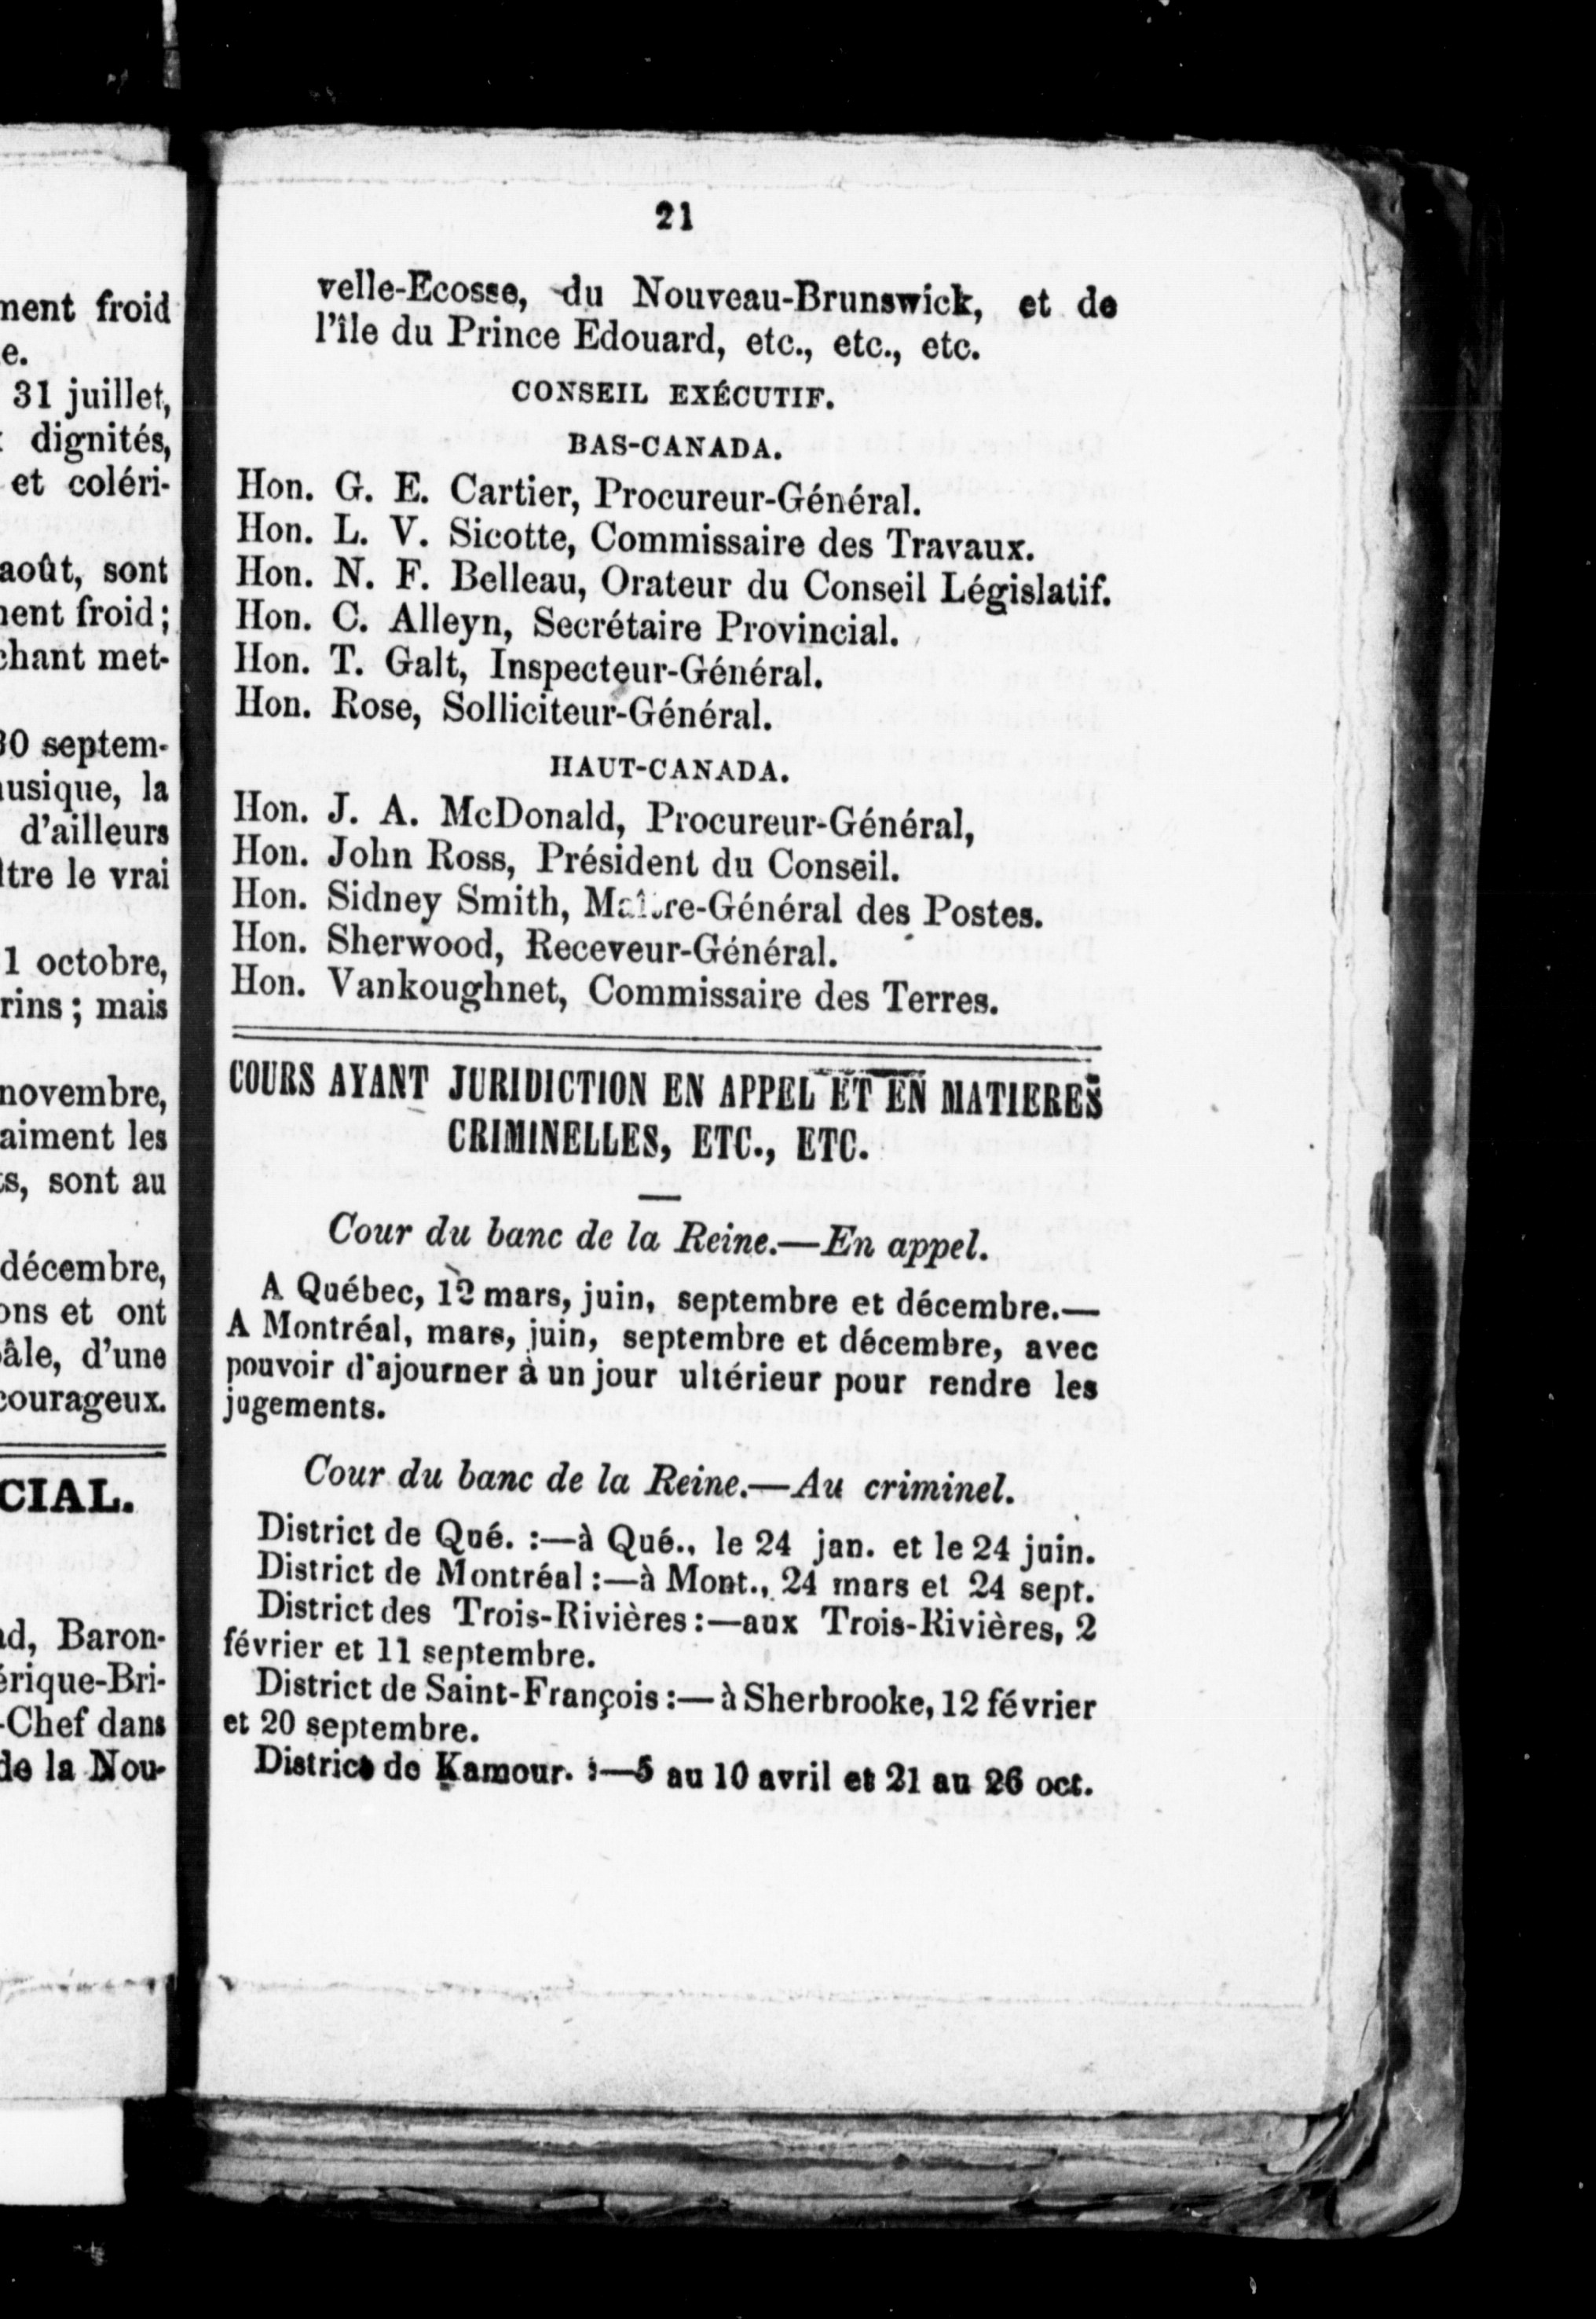 ment froid
e.
31 juillet,
dignités,
et coléri-
août, sont
ment froid;
chant met-
30 septem-
musique, la
d'ailleurs
ître le vrai
1 octobre,
rins ; mais
novembre,
aiment les
ts, sont au
décembre,
ons et ont
pâle, d'une
courageux.
CIAL.
ad, Baron-
érique-Bri-
-Chef dans
de la Nou-
21
velle-Ecosse, du Nouveau-Brunswick, et de
l'île du Prince Edouard, etc., etc., etc.
CONSEIL EXÉCUTIF.
BAS-CANADA.
Hon. G. E. Cartier, Procureur-Général.
Hon. L. V. Sicotte, Commissaire des Travaux.
Hon. N. F. Belleau, Orateur du Conseil Législatif.
Hon. C. Alleyn, Secrétaire Provincial.
Hon. T. Galt, Inspecteur-Général.
Hon. Rose, Solliciteur-Général.
HAUT-CANADA.
Hon. J. A. McDonald, Procureur-Général,
Hon. John Ross, Président du Conseil.
Hon. Sidney Smith, Maître-Général des Postes.
Hon. Sherwood, Receveur-Général.
Hon. Vankoughnet, Commissaire des Terres.
COURS AYANT JURIDICTION EN APPEL ET EN MATIERES
CRIMINELLES, ETC., ETC.
Cour du banc de la Reine.—En appel.
A Québec, 12 mars, juin, septembre et décembre.—
A Montréal, mars, juin, septembre et décembre, avec
pouvoir d'ajourner à un jour ultérieur pour rendre les
jugements.
Cour du banc de la Reine.—Au criminel.
District de Qué. :—à Qué., le 24 jan. et le 24 juin.
District de Montréal :—à Mont., 24 mars et 24 sept.
District des Trois-Rivières :—aux Trois-Rivières, 2
février et 11 septembre.
District de Saint-François :—à Sherbrooke, 12 février
et 20 septembre.
District de Kamour. :—5 au 10 avril et 21 au 26 oct.